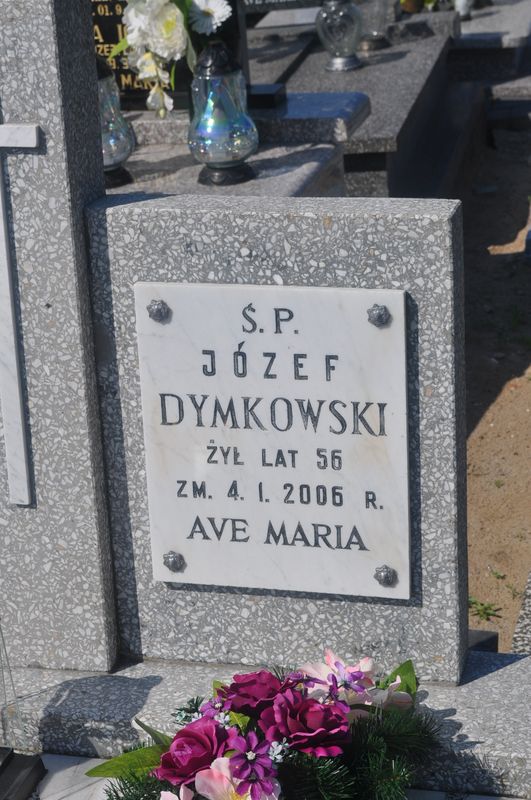 Ś.P.
JÓZEF
DYMKOWSKI
ŻYŁ LAT 56
ZM. 4. I. 2006 R.
AVE MARIA